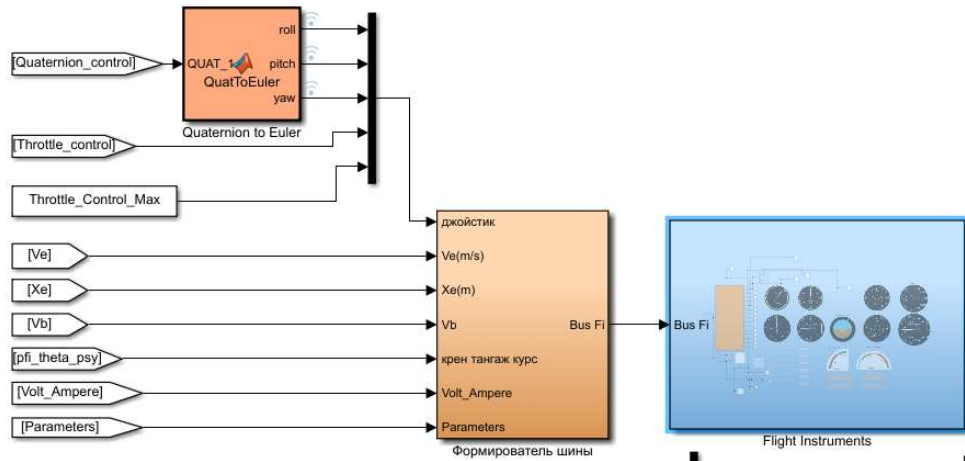 roll
[Quaternion_control]
QUAT_1
pitch
QuatToEuler
yaw
Quaternion to Euler
[Throttle_control]
Throttle_Control_Max
джойстик
[Ve]
Ve(m/s)
[Xe]
Xe(m)
[Vb]
Vb
Bus Fi
Bus Fi
[pfi_theta_psy]
крен тангаж курс
[Volt_Ampere]
Volt_Ampere
[Parameters]
Parameters
Формирователь шины
Flight Instruments